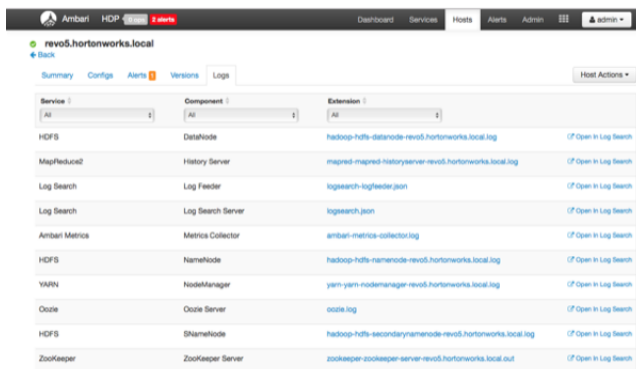 Ambari HDP 0 ops 2 alerts Dashboard Services Hosts Alerts Admin admin
revo5.hortonworks.local
Back
Summary Configs Alerts 1 Versions Logs Host Actions
Service Component Extension
All All All
HDFS DataNode hadoop-hdfs-datanode-revo5.hortonworks.local.log Open In Log Search
MapReduce2 History Server mapred-mapred-historyserver-revo5.hortonworks.local.log Open In Log Search
Log Search Log Feeder logsearch-logfeeder.json Open In Log Search
Log Search Log Search Server logsearch.json Open In Log Search
Ambari Metrics Metrics Collector ambari-metrics-collector.log Open In Log Search
HDFS NameNode hadoop-hdfs-namenode-revo5.hortonworks.local.log Open In Log Search
YARN NodeManager yarn-yarn-nodemanager-revo5.hortonworks.local.log Open In Log Search
Oozie Oozie Server oozie.log Open In Log Search
HDFS SNameNode hadoop-hdfs-secondarynamenode-revo5.hortonworks.local.log Open In Log Search
ZooKeeper ZooKeeper Server zookeeper-zookeeper-server-revo5.hortonworks.local.out Open In Log Search